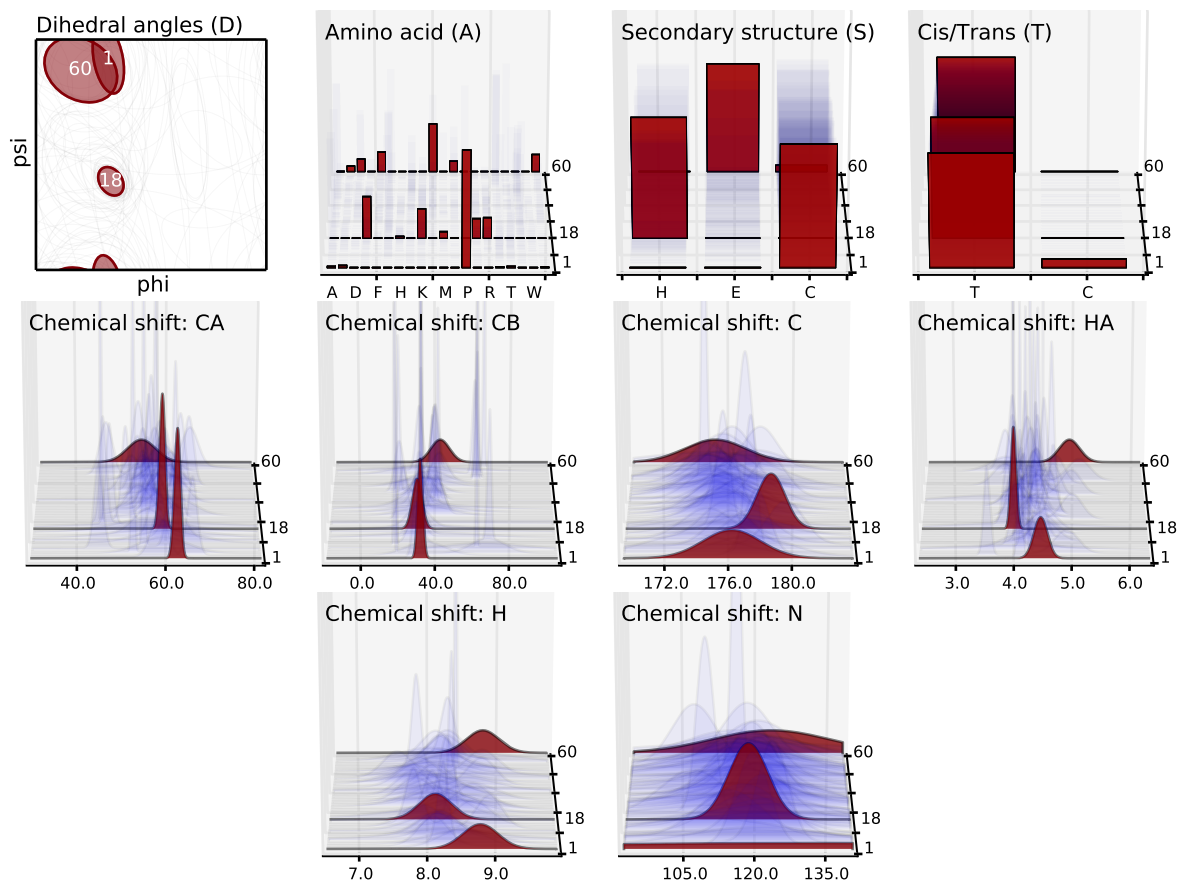 Dihedral angles (D)
60
1
18
psi
phi
Amino acid (A)
60
18
1
A D F H K M P R T W
Secondary structure (S)
60
18
1
H E C
Cis/Trans (T)
60
18
1
T C
Chemical shift: CA
60
18
1
40.0 60.0 80.0
Chemical shift: CB
60
18
1
0.0 40.0 80.0
Chemical shift: C
60
18
1
172.0 176.0 180.0
Chemical shift: HA
60
18
1
3.0 4.0 5.0 6.0
Chemical shift: H
60
18
1
7.0 8.0 9.0
Chemical shift: N
60
18
1
105.0 120.0 135.0